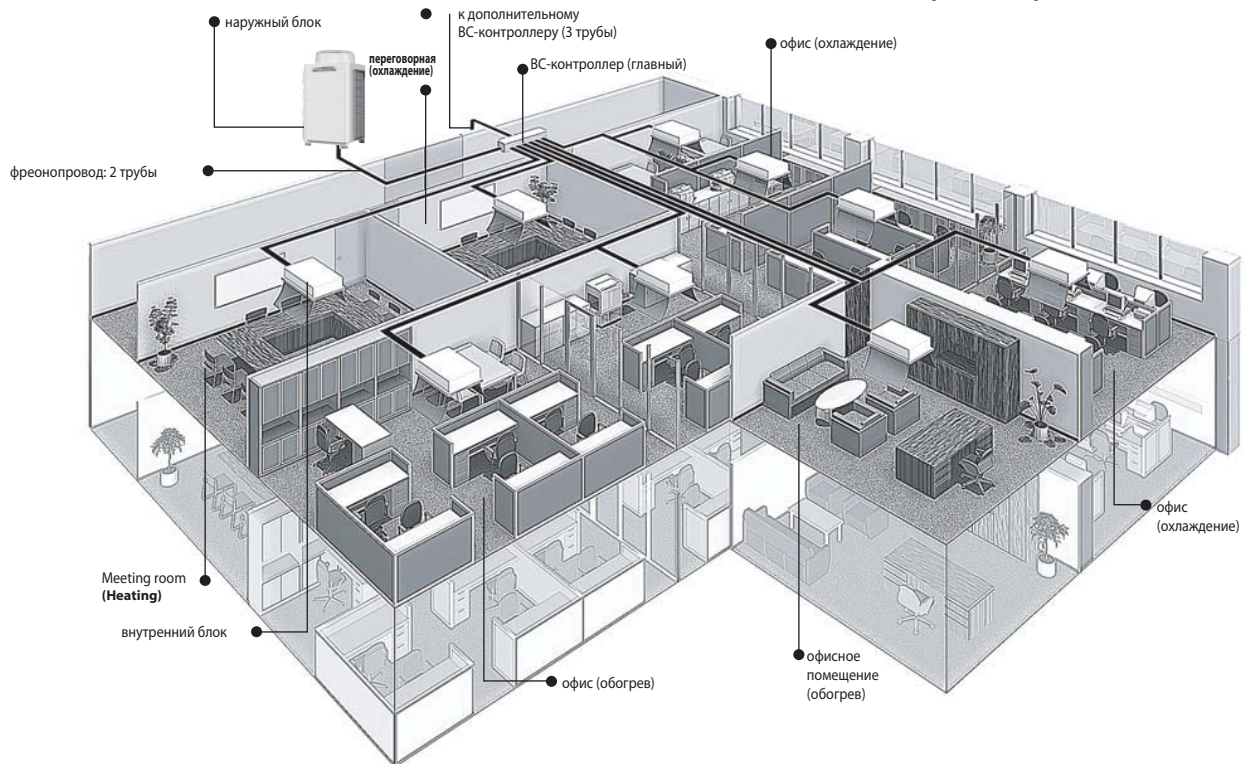 наружный блок
к дополнительному
BC-контроллеру (3 трубы)
переговорная
(охлаждение)
BC-контроллер (главный)
офис (охлаждение)
фреонопровод: 2 трубы
офис
(охлаждение)
Meeting room
(Heating)
внутренний блок
офис (обогрев)
офисное
помещение
(обогрев)